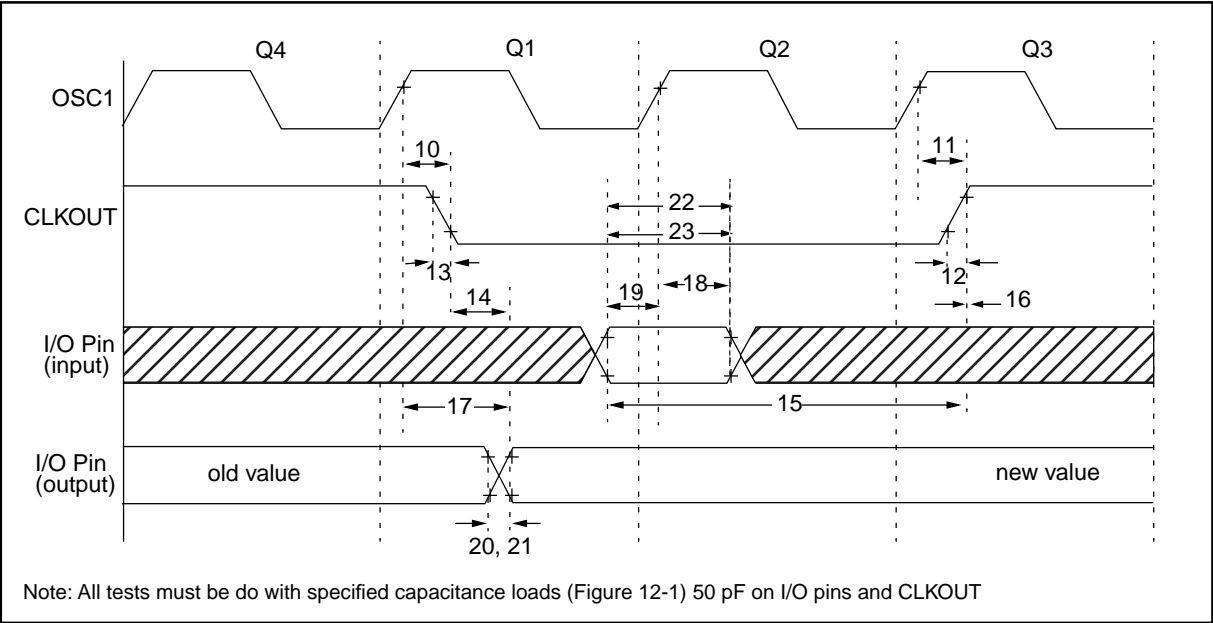 Q4 Q1 Q2 Q3
OSC1
10 11
22
CLKOUT
23
13 12
18
19 16
14
I/O Pin
(input)
17 15
I/O Pin
(output)
old value new value
20, 21
Note: All tests must be do with specified capacitance loads (Figure 12-1) 50 pF on I/O pins and CLKOUT